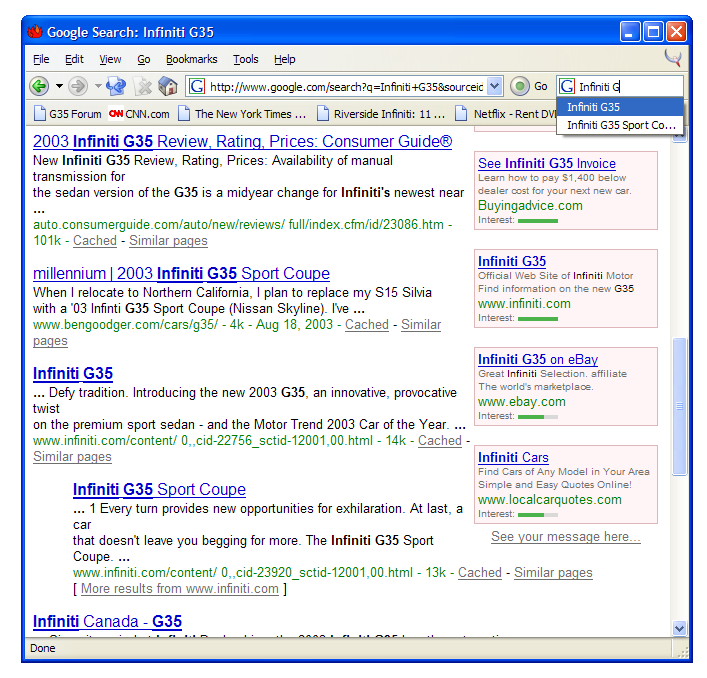 Google Search: Infiniti G35
File Edit View Go Bookmarks Tools Help
http://www.google.com/search?q=Infiniti+G35&sourceid Go Infiniti G
G35 Forum CNN.com The New York Times ... Riverside Infiniti: 11 ... Netflix - Rent DVD
Infiniti G35
Infiniti G35 Sport Co...
2003 Infiniti G35 Review, Rating, Prices: Consumer Guide®
New Infiniti G35 Review, Rating, Prices: Availability of manual
transmission for
the sedan version of the G35 is a midyear change for Infiniti's newest near
...
auto.consumerguide.com/auto/new/reviews/ full/index.cfm/id/23086.htm -
101k - Cached - Similar pages
millennium | 2003 Infiniti G35 Sport Coupe
When I relocate to Northern California, I plan to replace my S15 Silvia
with a '03 Infinti G35 Sport Coupe (Nissan Skyline). I've ...
www.bengoodger.com/cars/g35/ - 4k - Aug 18, 2003 - Cached - Similar
pages
Infiniti G35
... Defy tradition. Introducing the new 2003 G35, an innovative, provocative
twist
on the premium sport sedan - and the Motor Trend 2003 Car of the Year. ...
www.infiniti.com/content/ 0,,cid-22756_sctid-12001,00.html - 14k - Cached -
Similar pages
Infiniti G35 Sport Coupe
... 1 Every turn provides new opportunities for exhilaration. At last, a
car
that doesn't leave you begging for more. The Infiniti G35 Sport
Coupe. ...
www.infiniti.com/content/ 0,,cid-23920_sctid-12001,00.html - 13k - Cached - Similar pages
[ More results from www.infiniti.com ]
Infiniti Canada - G35
See Infiniti G35 Invoice
Learn how to pay $1,400 below
dealer cost for your next new car.
Buyingadvice.com
Interest:
Infiniti G35
Official Web Site of Infiniti Motor
Find information on the new G35
www.infiniti.com
Interest:
Infiniti G35 on eBay
Great Infiniti Selection. affiliate
The world's marketplace.
www.ebay.com
Interest:
Infiniti Cars
Find Cars of Any Model in Your Area
Simple and Easy Quotes Online!
www.localcarquotes.com
Interest:
See your message here...
Done